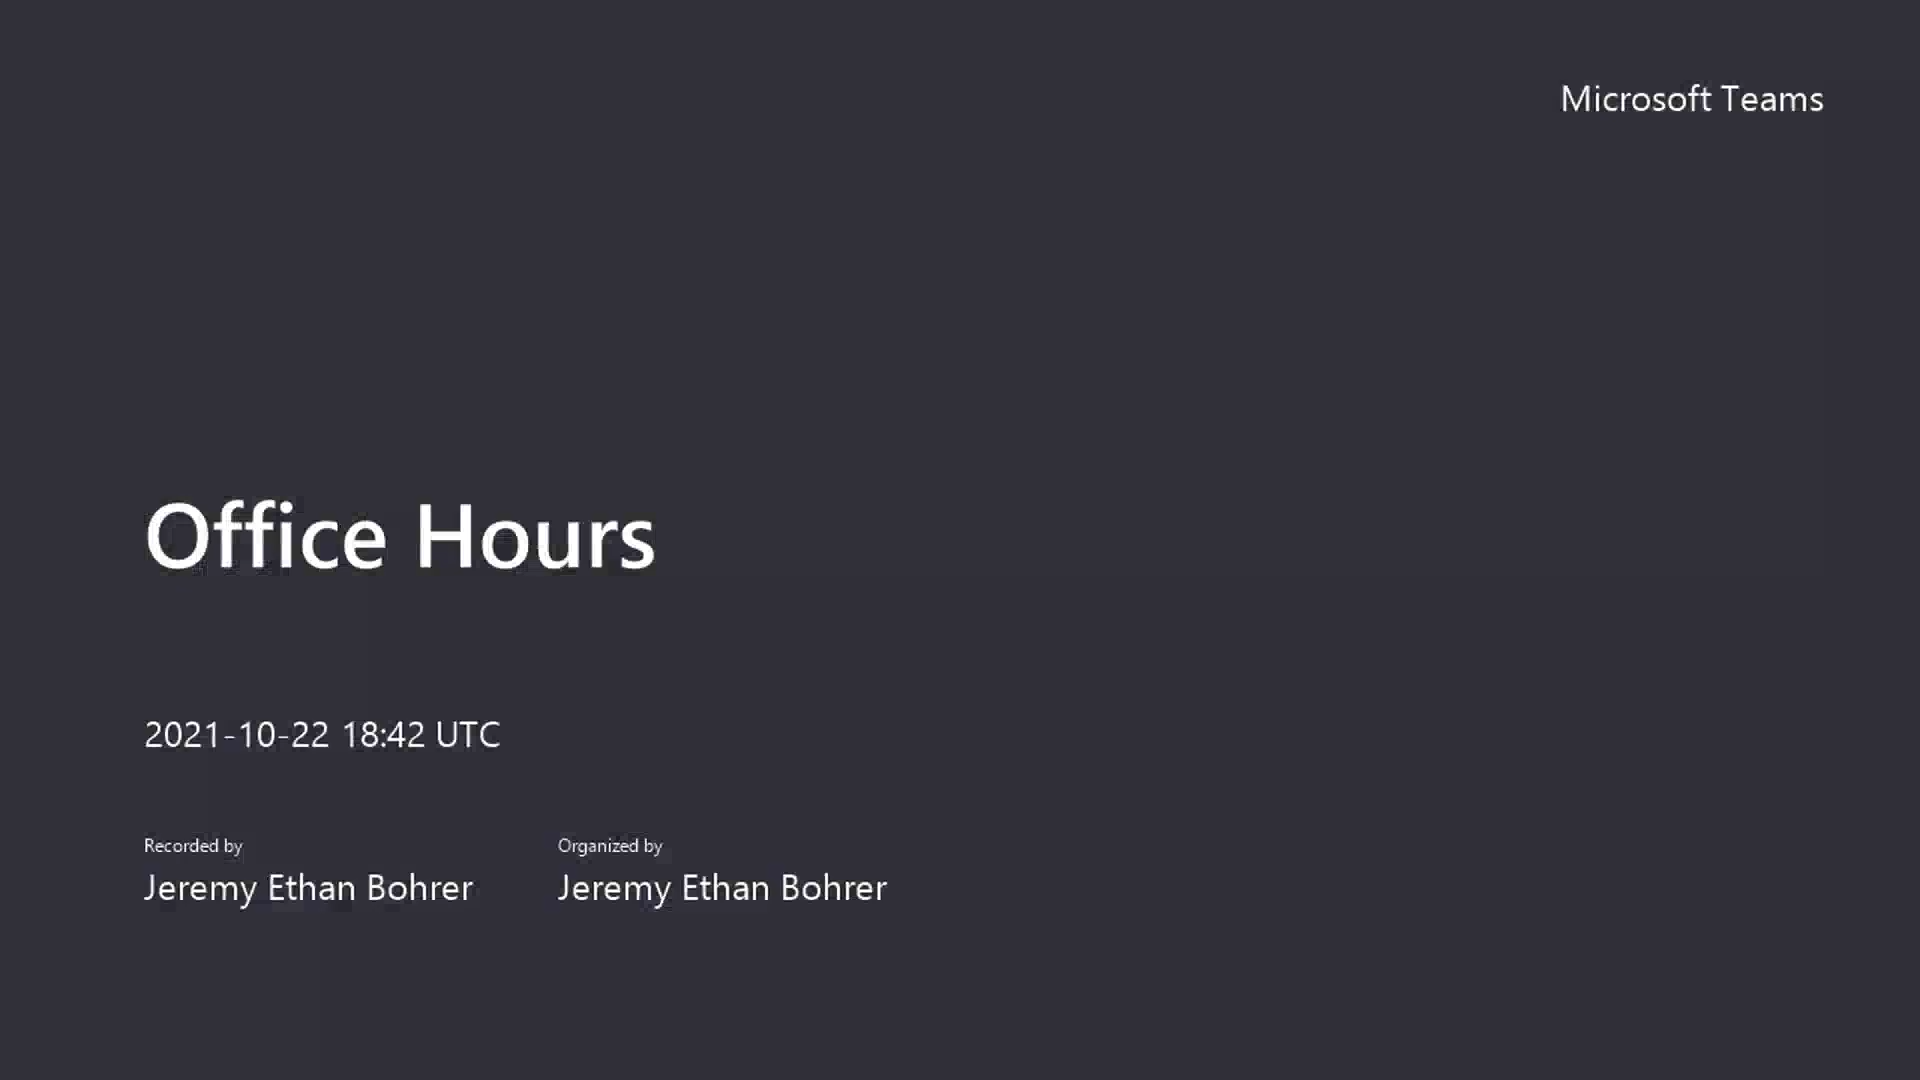 Microsoft Teams
Office Hours
2021-10-22 18:42 UTC
Recorded by
Jeremy Ethan Bohrer
Organized by
Jeremy Ethan Bohrer